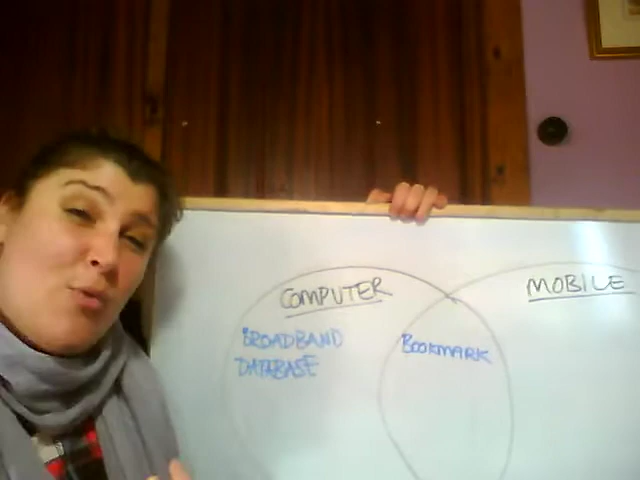 COMPUTER
MOBILE
BROADBAND
DATABASE
BOOKMARK